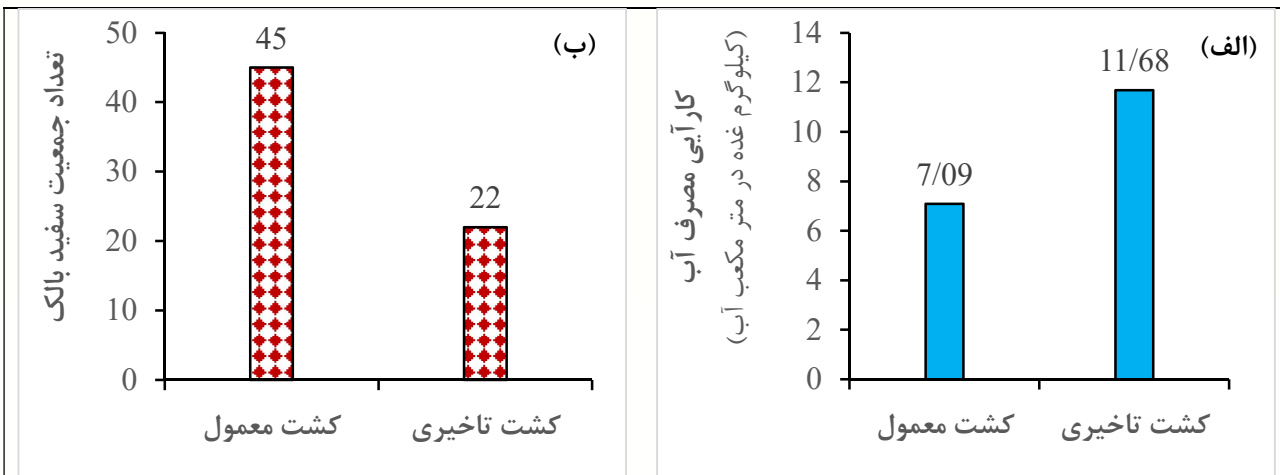 (الف)
کارآیی مصرف آب
(کیلوگرم غده در متر مکعب آب)
14
12
10
8
6
4
2
0
7/09
11/68
کشت معمول
کشت تاخیری
(ب)
تعداد جمعیت سفید بالک
50
40
30
20
10
0
45
22
کشت معمول
کشت تاخیری